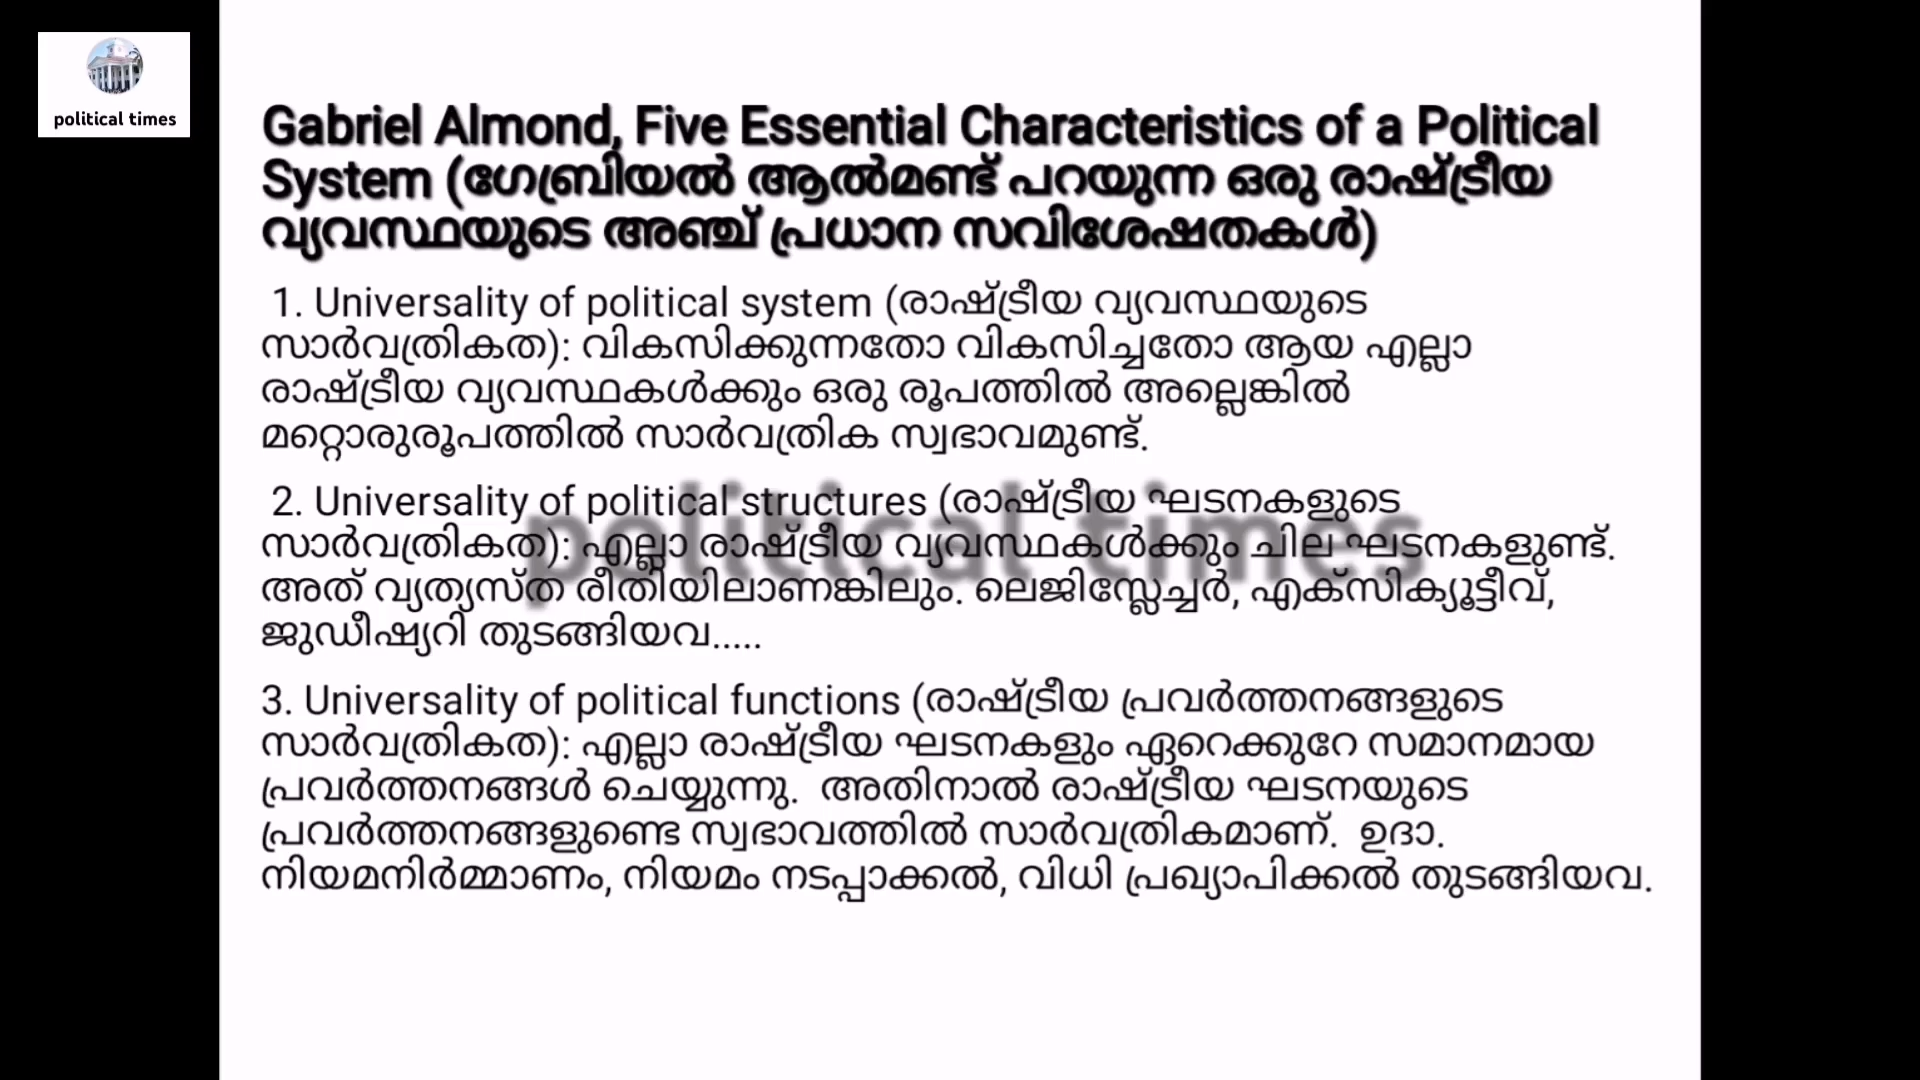 political times
Gabriel Almond, Five Essential Characteristics of a Political
System (ഗേബ്രിയൽ ആൽമണ്ട് പറയുന്ന ഒരു രാഷ്ട്രീയ
വ്യവസ്ഥയുടെ അഞ്ച് പ്രധാന സവിശേഷതകൾ)
1. Universality of political system (രാഷ്ട്രീയ വ്യവസ്ഥയുടെ
സാർവത്രികത): വികസിക്കുന്നതോ വികസിച്ചതോ ആയ എല്ലാ
രാഷ്ട്രീയ വ്യവസ്ഥകൾക്കും ഒരു രൂപത്തിൽ അല്ലെങ്കിൽ
മറ്റൊരുരൂപത്തിൽ സാർവത്രിക സ്വഭാവമുണ്ട്.
2. Universality of political structures (രാഷ്ട്രീയ ഘടനകളുടെ
സാർവത്രികത): എല്ലാ രാഷ്ട്രീയ വ്യവസ്ഥകൾക്കും ചില ഘടനകളുണ്ട്.
political times
അത് വ്യത്യസ്ത രീതിയിലാണങ്കിലും. ലെജിസ്ലേച്ചർ, എക്സിക്യൂട്ടീവ്,
ജുഡീഷ്യറി തുടങ്ങിയവ.....
3. Universality of political functions (രാഷ്ട്രീയ പ്രവർത്തനങ്ങളുടെ
സാർവത്രികത): എല്ലാ രാഷ്ട്രീയ ഘടനകളും ഏറെക്കുറേ സമാനമായ
പ്രവർത്തനങ്ങൾ ചെയ്യുന്നു. അതിനാൽ രാഷ്ട്രീയ ഘടനയുടെ
പ്രവർത്തനങ്ങളുണ്ടെ സ്വഭാവത്തിൽ സാർവത്രികമാണ്. ഉദാ.
നിയമനിർമ്മാണം, നിയമം നടപ്പാക്കൽ, വിധി പ്രഖ്യാപിക്കൽ തുടങ്ങിയവ.